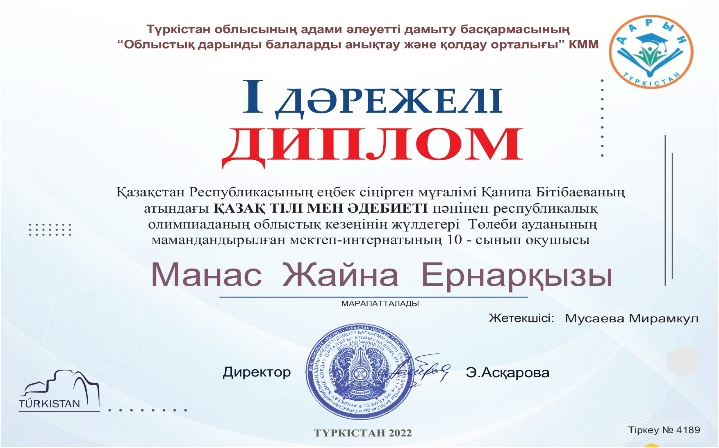 Түркістан облысының адами әлеуетті дамыту басқармасының
"Облыстық дарынды балаларды анықтау және қолдау орталығы" КММ
ДАРЫН
ТҮРКІСТАН
І ДӘРЕЖЕЛІ
ДИПЛОМ
Қазақстан Республикасының еңбек сіңірген мұғалімі Қанипа Бітібаеваның
атындағы ҚАЗАҚ ТІЛІ МЕН ӘДЕБИЕТІ пәнінен республикалық
олимпиаданың облыстық кезеңінің жүлдегері Төлеби ауданының
мамандандырылған мектеп-интернатының 10 - сынып оқушысы
Манас Жайна Ернарқызы
МАРАПАТТАЛАДЫ
Жетекшісі: Мусаева Мирамкул
Директор Э.Асқарова
TÚRKISTAN
ТҮРКІСТАН 2022
Тіркеу № 4189